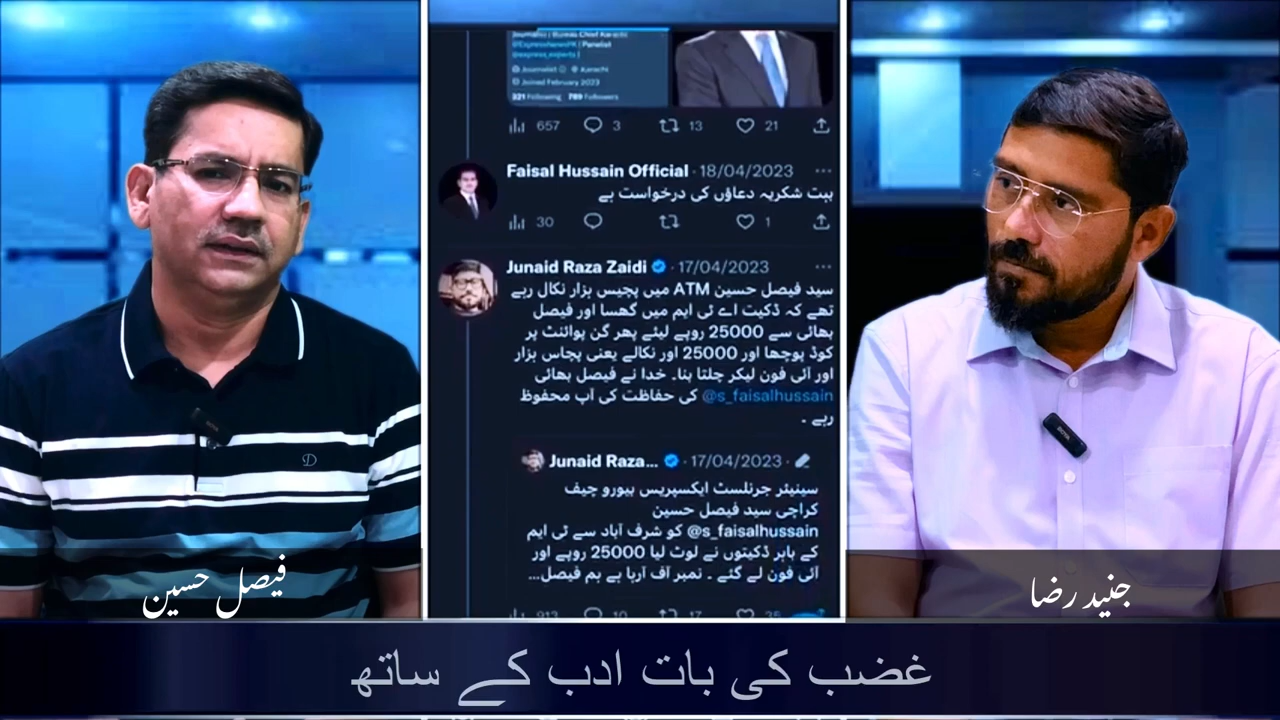 Journalist | Bureau Chief Karachi
@ExpressNewsPK | Panelist
@express_experts |
Journalist Karachi
Joined February 2023
321 Following 789 Followers
657 3 13 21
Faisal Hussain Official · 18/04/2023 ...
بہت شکریہ دعاؤں کی درخواست ہے
30 1
Junaid Raza Zaidi · 17/04/2023 ...
سید فیصل حسین ATM میں پچیس ہزار نکال رہے
تھے کہ ڈکیت اے ٹی ایم میں گھسا اور فیصل
بھائی سے 25000 روپے لیئے پھر گن پوائنٹ پر
کوڈ پوچھا اور 25000 اور نکالے یعنی پچاس ہزار
اور آئی فون لیکر چلتا بنا۔ خدا نے فیصل بھائی
@s_faisalhussain کی حفاظت کی آپ محفوظ
رہے ۔
Junaid Raza... · 17/04/2023 ·
سینیئر جرنلسٹ ایکسپریس بیورو چیف
کراچی سید فیصل حسین
@s_faisalhussain کو شرف آباد سے ٹی ایم
کے باہر ڈکیتوں نے لوٹ لیا 25000 روپے اور
آئی فون لے گئے ۔ نمبر آف آرہا ہے ہم فیصل...
913 10 17 35
فیصل حسین
جنید رضا
غضب کی بات ادب کے ساتھ